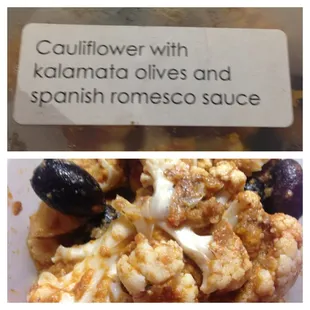 Cauliflower with
kalamata olives and
spanish romesco sauce